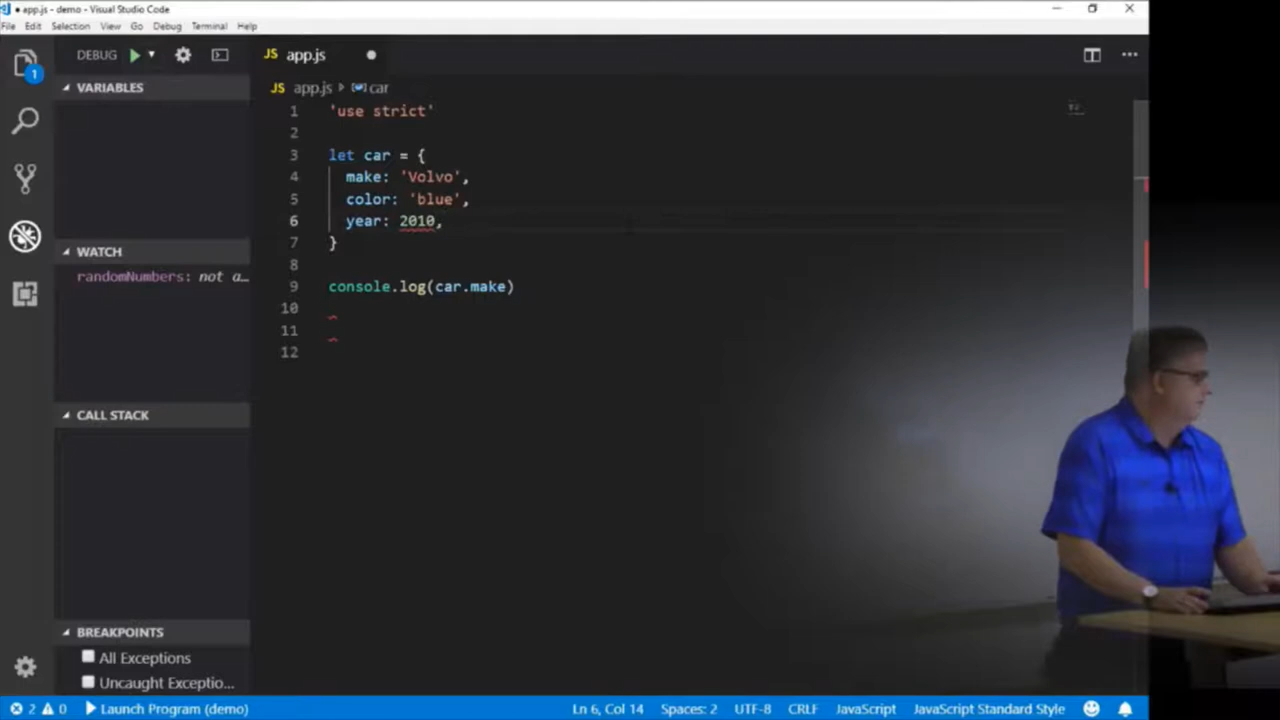 ● app.js - demo - Visual Studio Code
File Edit Selection View Go Debug Terminal Help
DEBUG
JS app.js ●
1
VARIABLES
JS app.js > car
1 'use strict'
2
3 let car = {
4 make: 'Volvo',
5 color: 'blue',
6 year: 2010,
7 }
8
9 console.log(car.make)
10
11
12
WATCH
randomNumbers: not a…
CALL STACK
BREAKPOINTS
All Exceptions
Uncaught Exceptio…
2 0 Launch Program (demo) Ln 6, Col 14 Spaces: 2 UTF-8 CRLF JavaScript JavaScript Standard Style